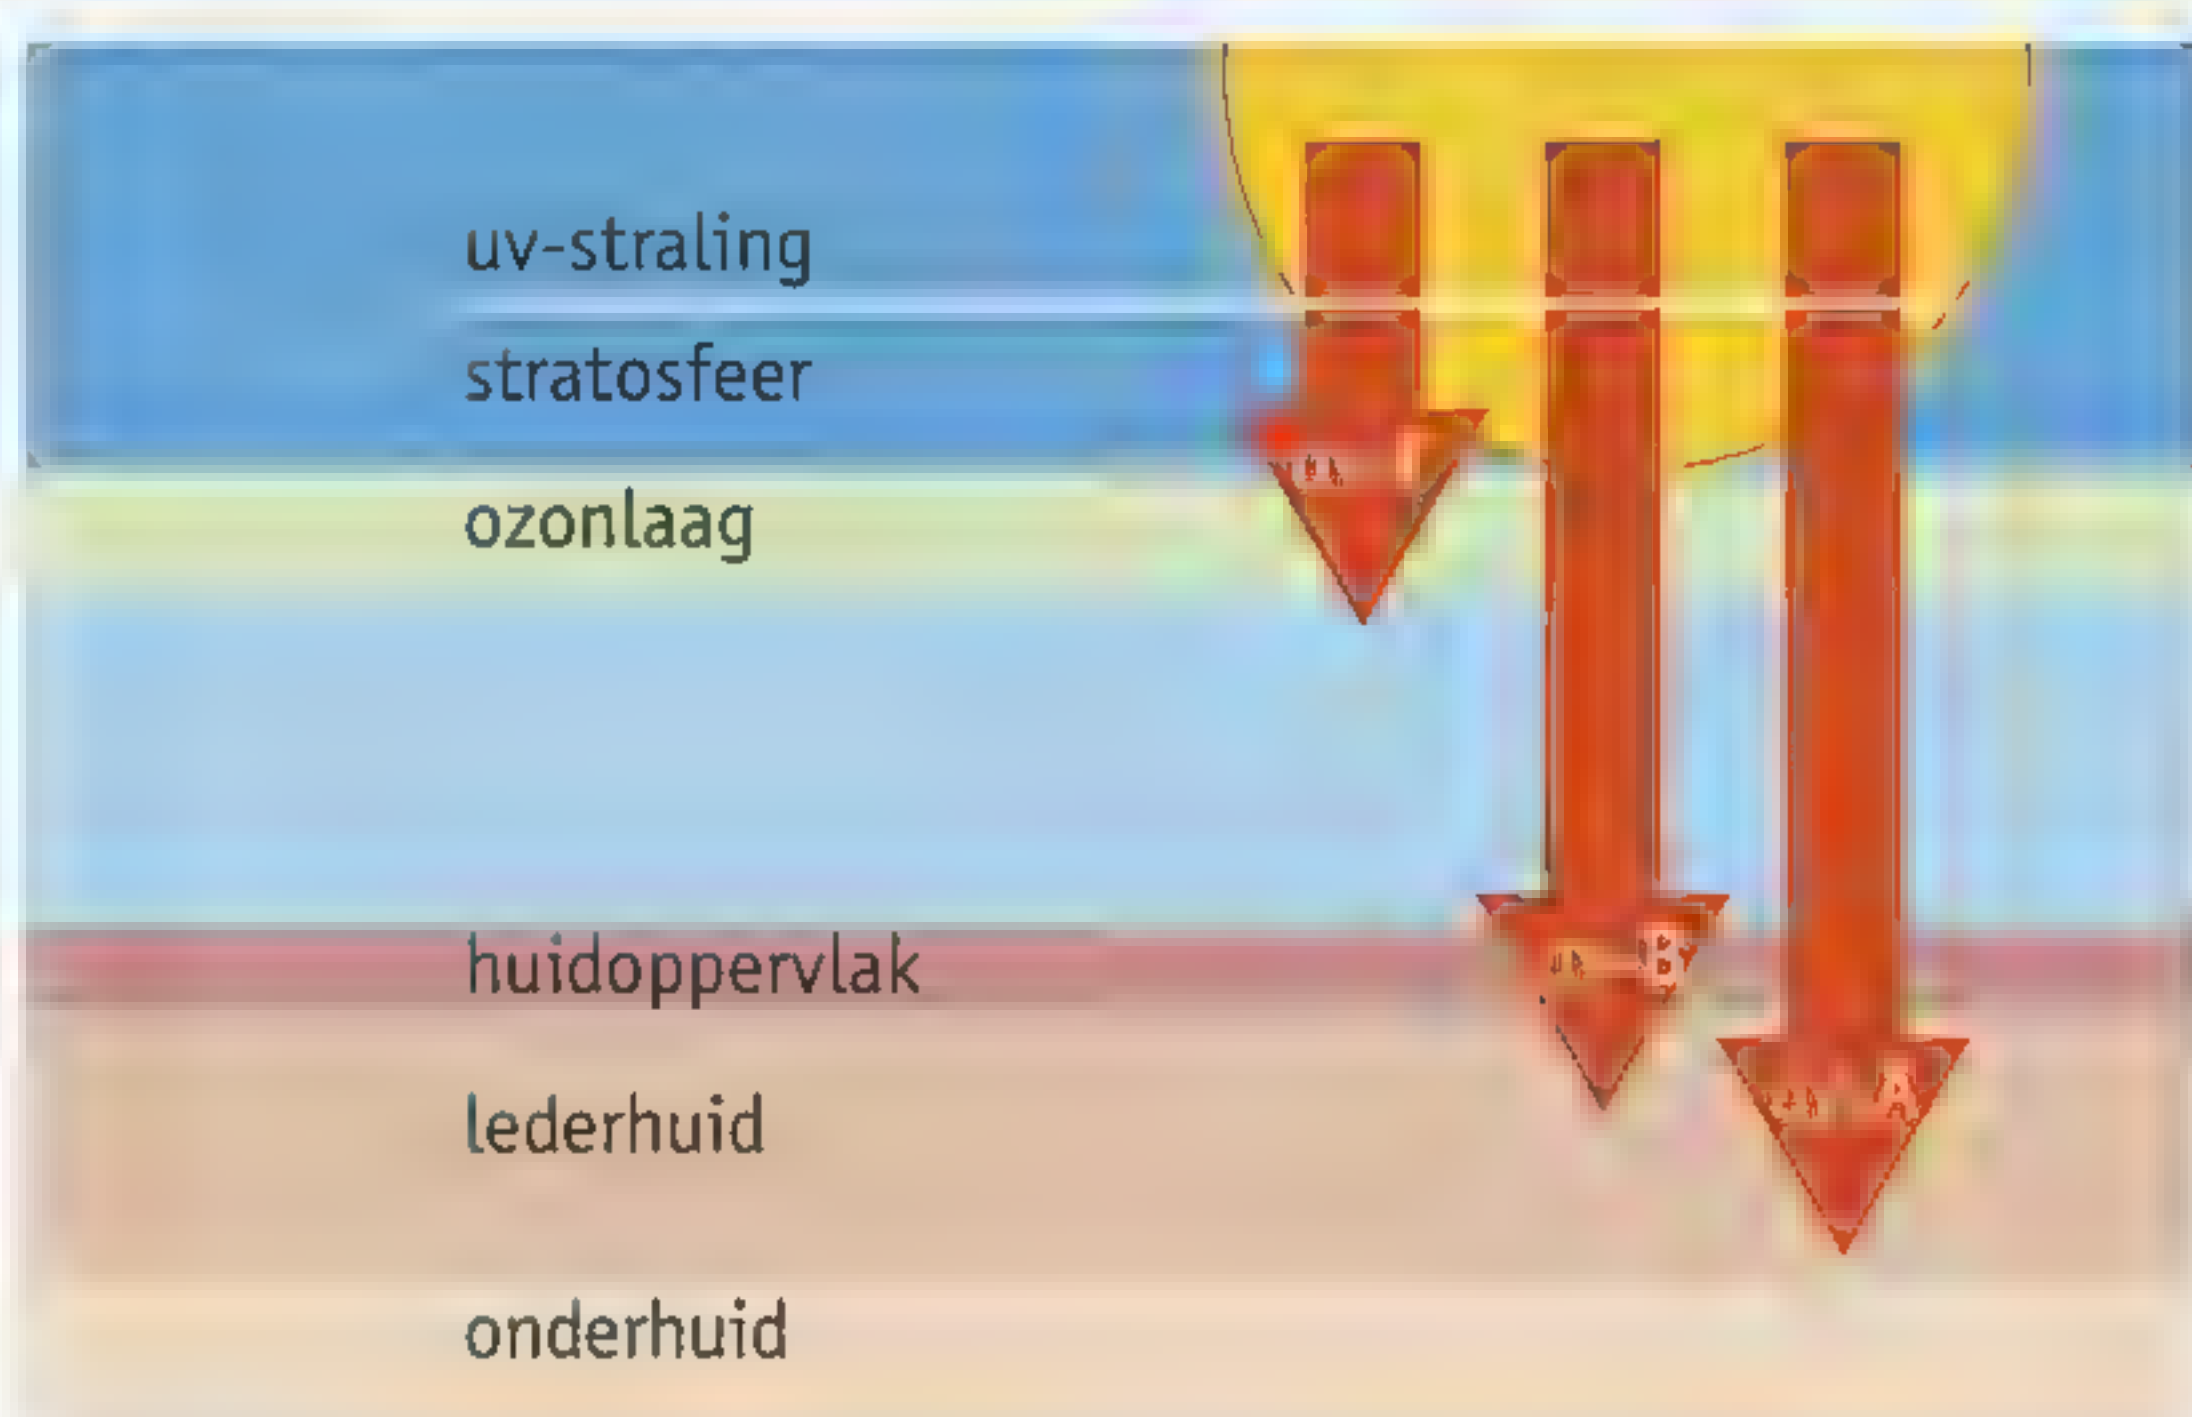 uv-straling
stratosfeer
ozonlaag
huidoppervlak
lederhuid
onderhuid